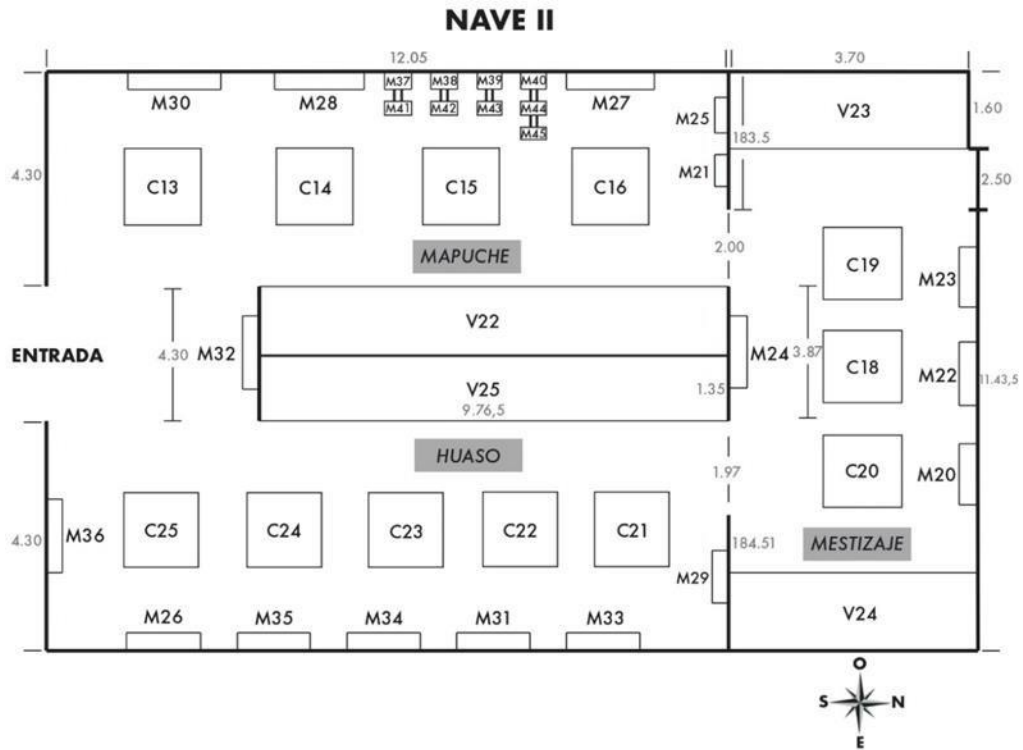 NAVE II
12.05
3.70
M30
M28
M37
M38
M39
M40
M41
M42
M43
M44
M45
M27
M25
V23
1.60
183.5
M21
4.30
C13
C14
C15
C16
2.50
MAPUCHE
2.00
C19
M23
V22
ENTRADA
4.30
M32
M24
3.87
C18
M22
11.43,5
V25
1.35
9.76,5
HUASO
1.97
C20
M20
4.30
M36
C25
C24
C23
C22
C21
184.51
MESTIZAJE
M29
M26
M35
M34
M31
M33
V24
O
S
N
E